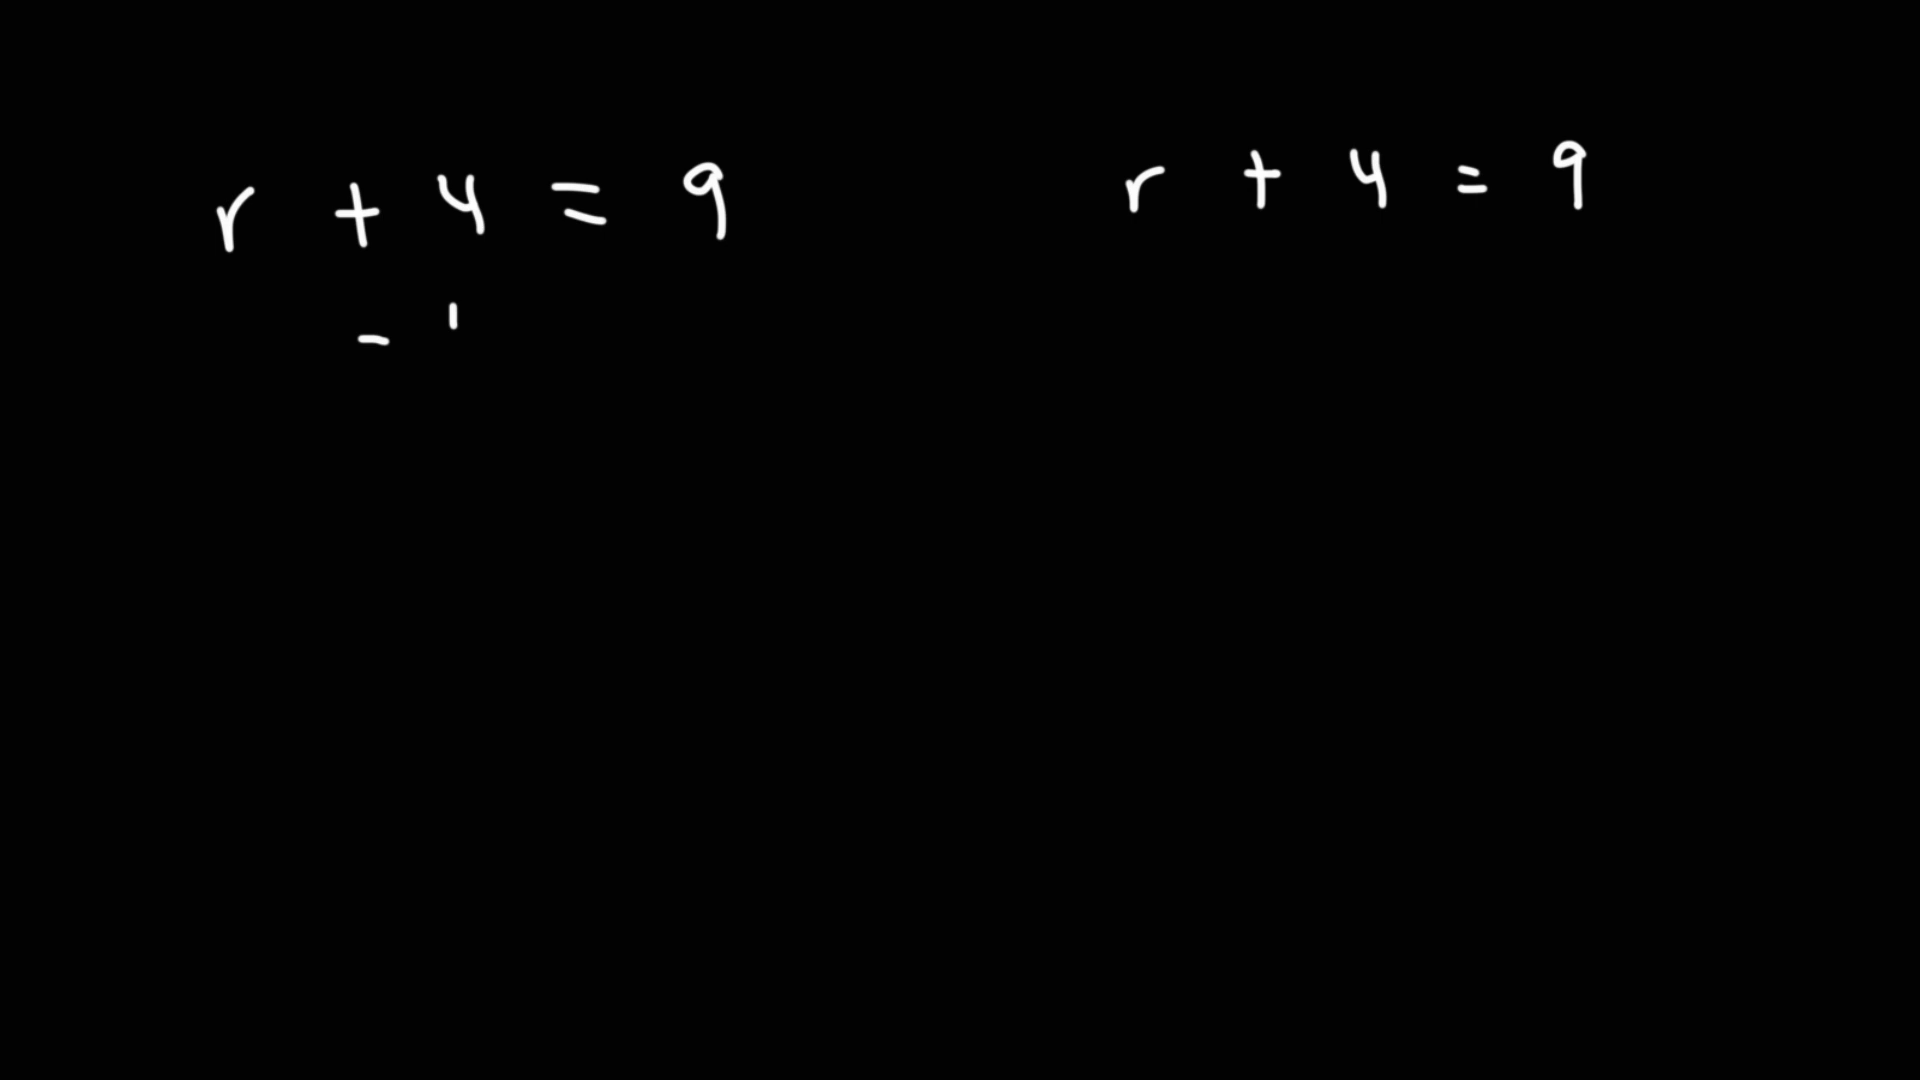 r + 4 = 9
r + 4 = 9
-